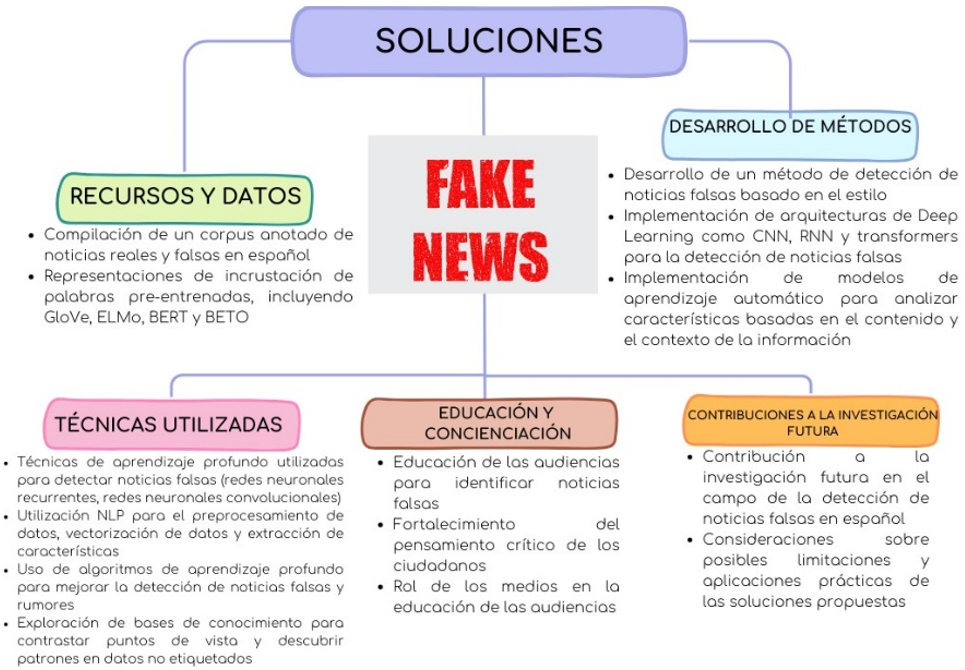 SOLUCIONES
RECURSOS Y DATOS
• Compilación de un corpus anotado de
noticias reales y falsas en español
• Representaciones de incrustación de
palabras pre-entrenadas, incluyendo
GloVe, ELMo, BERT y BETO
FAKE
NEWS
DESARROLLO DE MÉTODOS
• Desarrollo de un método de detección de
noticias falsas basado en el estilo
• Implementación de arquitecturas de Deep
Learning como CNN, RNN y transformers
para la detección de noticias falsas
• Implementación de modelos de
aprendizaje automático para analizar
características basadas en el contenido y
el contexto de la información
TÉCNICAS UTILIZADAS
• Técnicas de aprendizaje profundo utilizadas
para detectar noticias falsas (redes neuronales
recurrentes, redes neuronales convolucionales)
• Utilización NLP para el preprocesamiento de
datos, vectorización de datos y extracción de
características
• Uso de algoritmos de aprendizaje profundo
para mejorar la detección de noticias falsas y
rumores
• Exploración de bases de conocimiento para
contrastar puntos de vista y descubrir
patrones en datos no etiquetados
EDUCACIÓN Y
CONCIENCIACIÓN
• Educación de las audiencias
para identificar noticias
falsas
• Fortalecimiento del
pensamiento crítico de los
ciudadanos
• Rol de los medios en la
educación de las audiencias
CONTRIBUCIONES A LA INVESTIGACIÓN
FUTURA
• Contribución a la
investigación futura en el
campo de la detección de
noticias falsas en español
• Consideraciones sobre
posibles limitaciones y
aplicaciones prácticas de
las soluciones propuestas